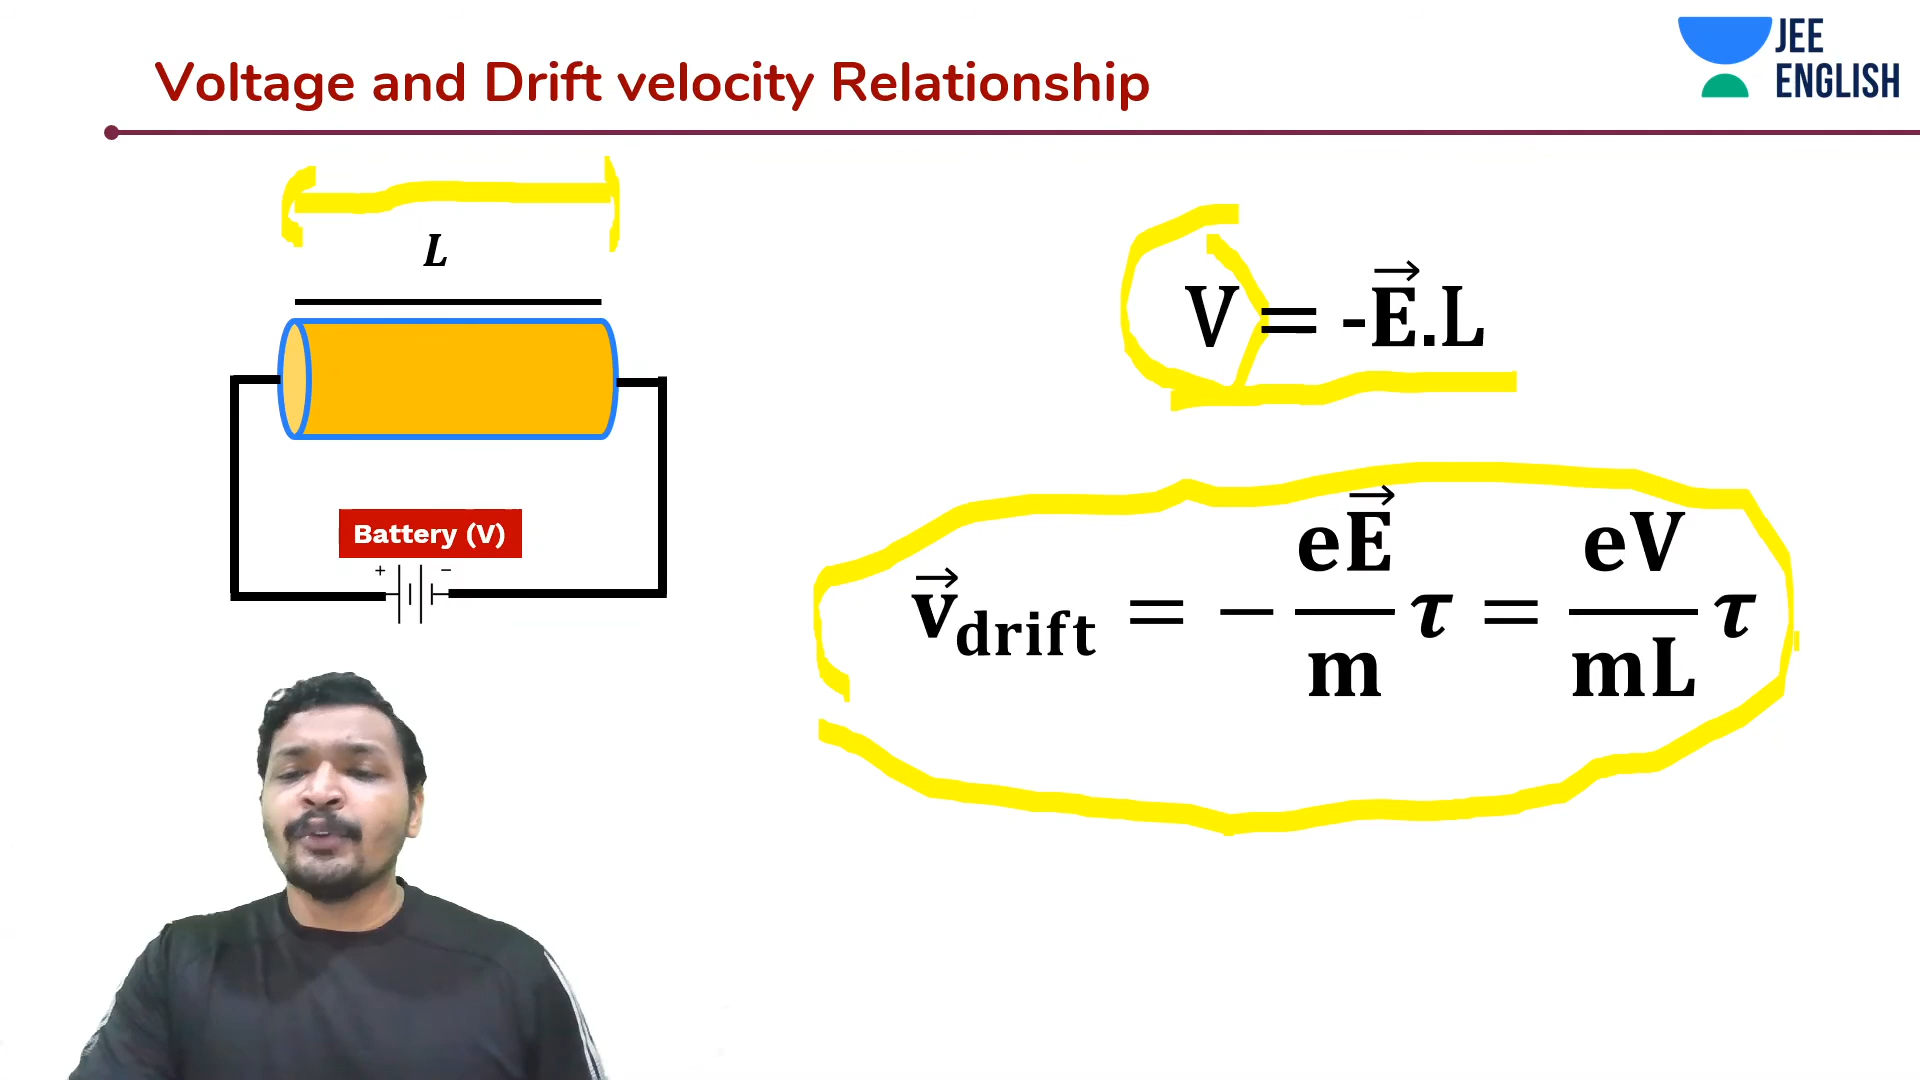 Voltage and Drift velocity Relationship
JEE
ENGLISH
L
V = -E⃗.L
Battery (V)
+ −
v⃗drift = − eE⃗/m τ = eV/mL τ